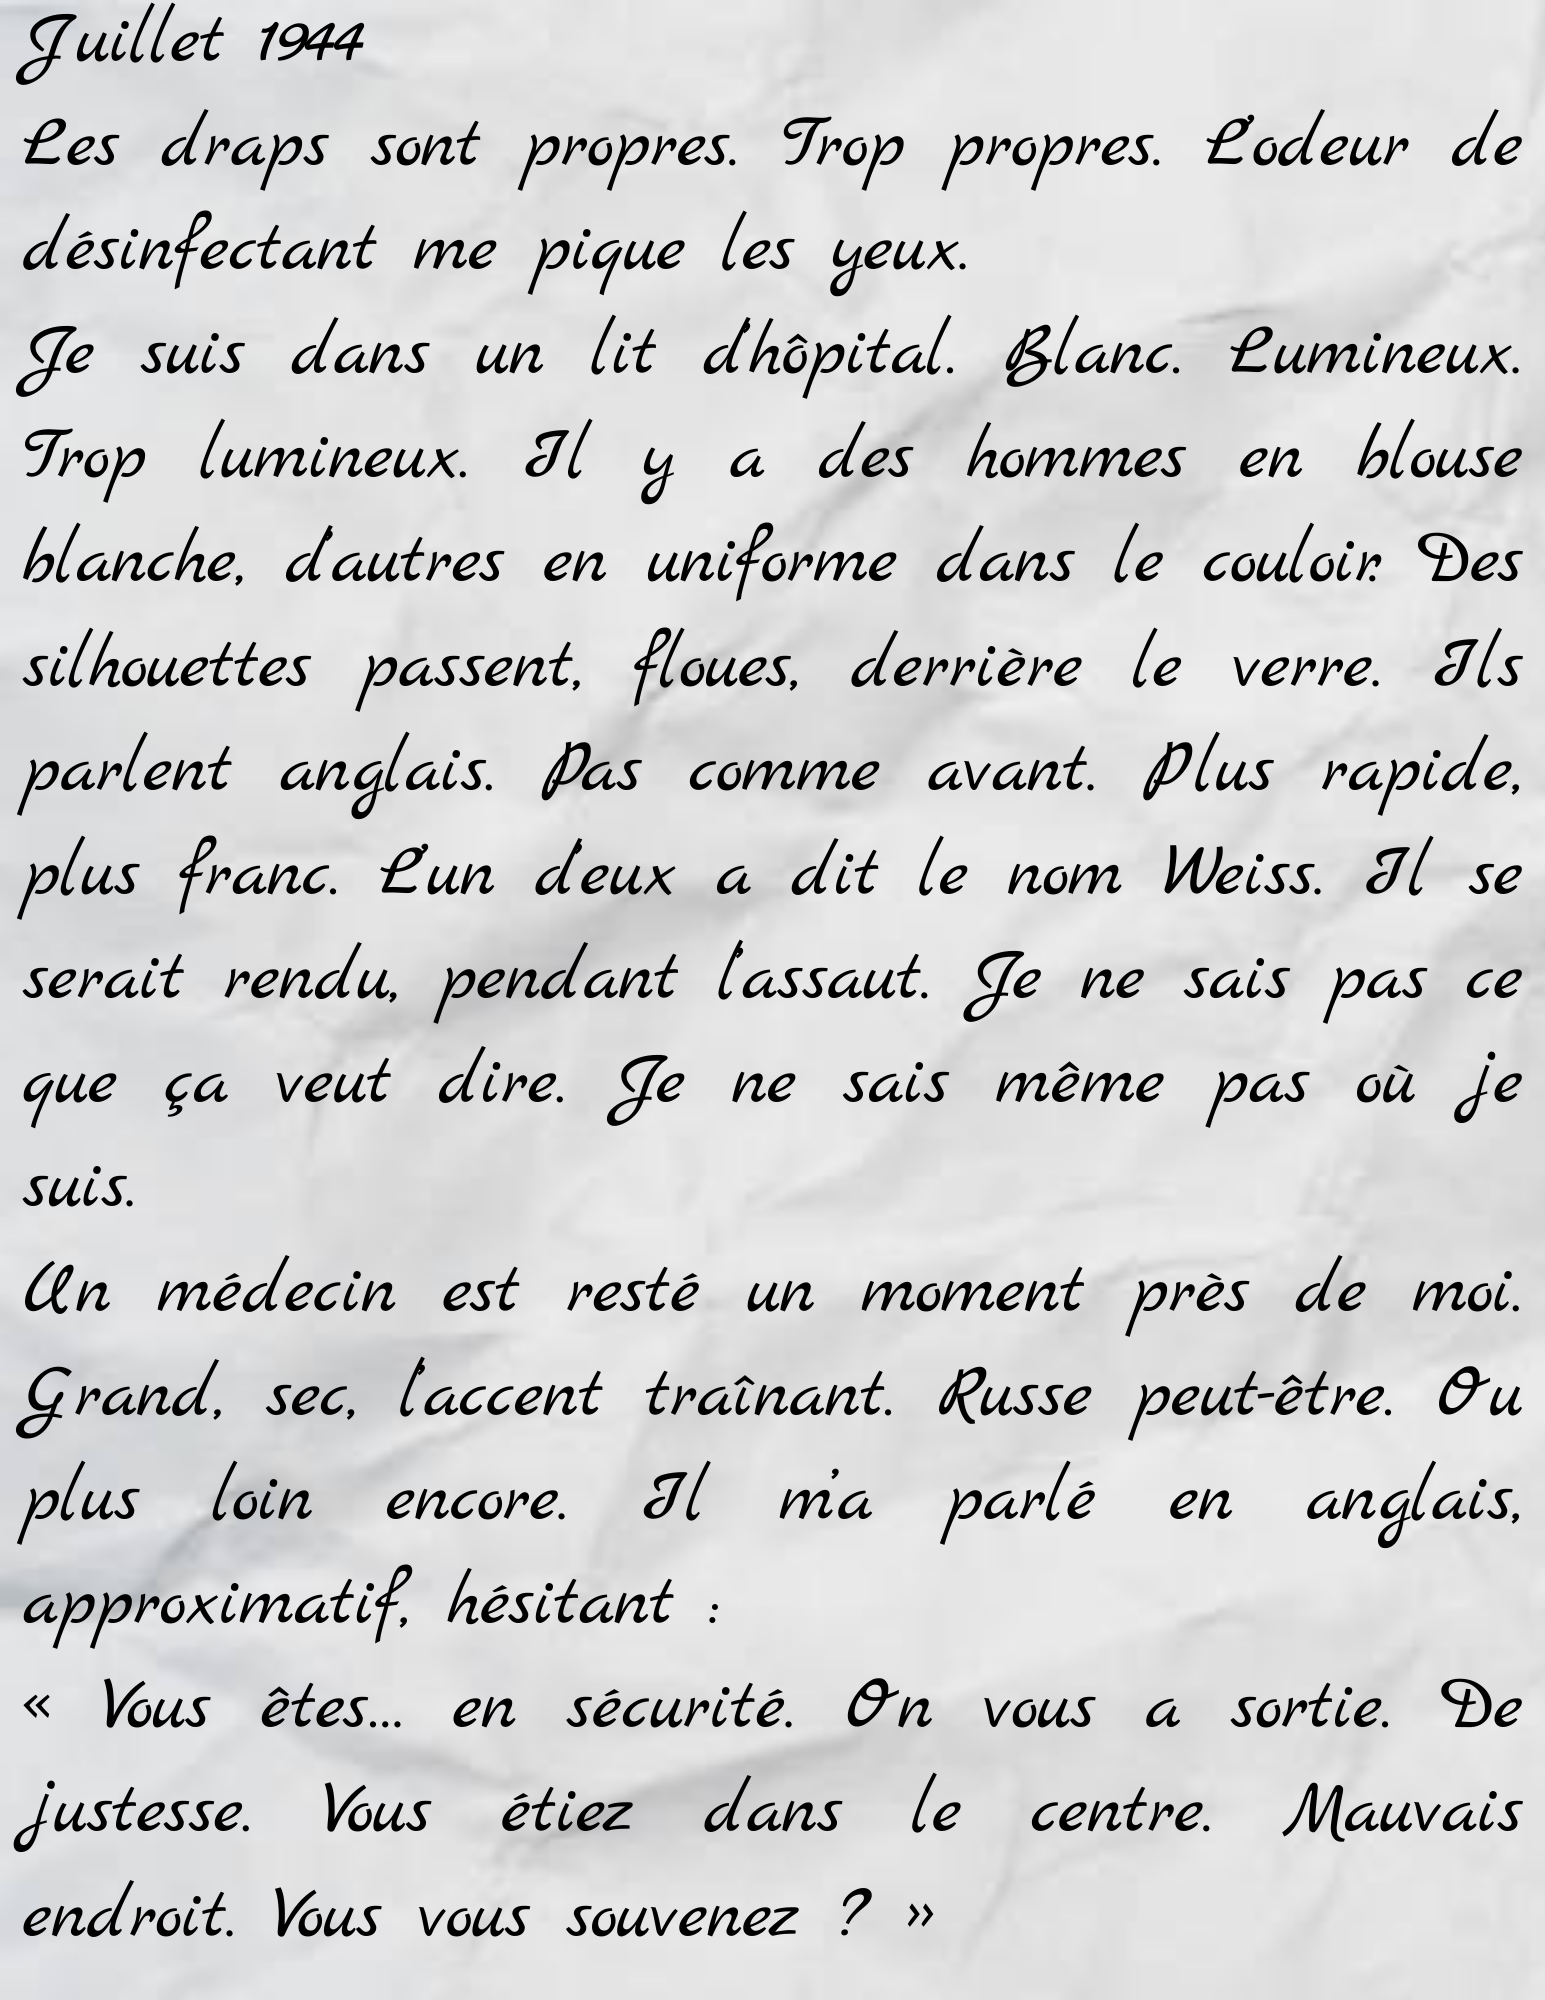 Juillet 1944
Les draps sont propres. Trop propres. L'odeur de
désinfectant me pique les yeux.
Je suis dans un lit d'hôpital. Blanc. Lumineux.
Trop lumineux. Il y a des hommes en blouse
blanche, d'autres en uniforme dans le couloir. Des
silhouettes passent, floues, derrière le verre. Ils
parlent anglais. Pas comme avant. Plus rapide,
plus franc. L'un d'eux a dit le nom Weiss. Il se
serait rendu, pendant l'assaut. Je ne sais pas ce
que ça veut dire. Je ne sais même pas où je
suis.
Un médecin est resté un moment près de moi.
Grand, sec, l'accent traînant. Russe peut-être. Ou
plus loin encore. Il m'a parlé en anglais,
approximatif, hésitant :
« Vous êtes... en sécurité. On vous a sortie. De
justesse. Vous étiez dans le centre. Mauvais
endroit. Vous vous souvenez ? »